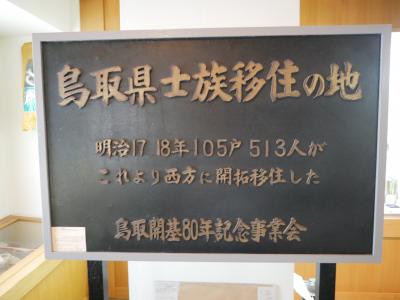 鳥取県士族移住の地
明治17 18年105戸 513人が
これより西方に開拓移住した
鳥取開基80年記念事業会